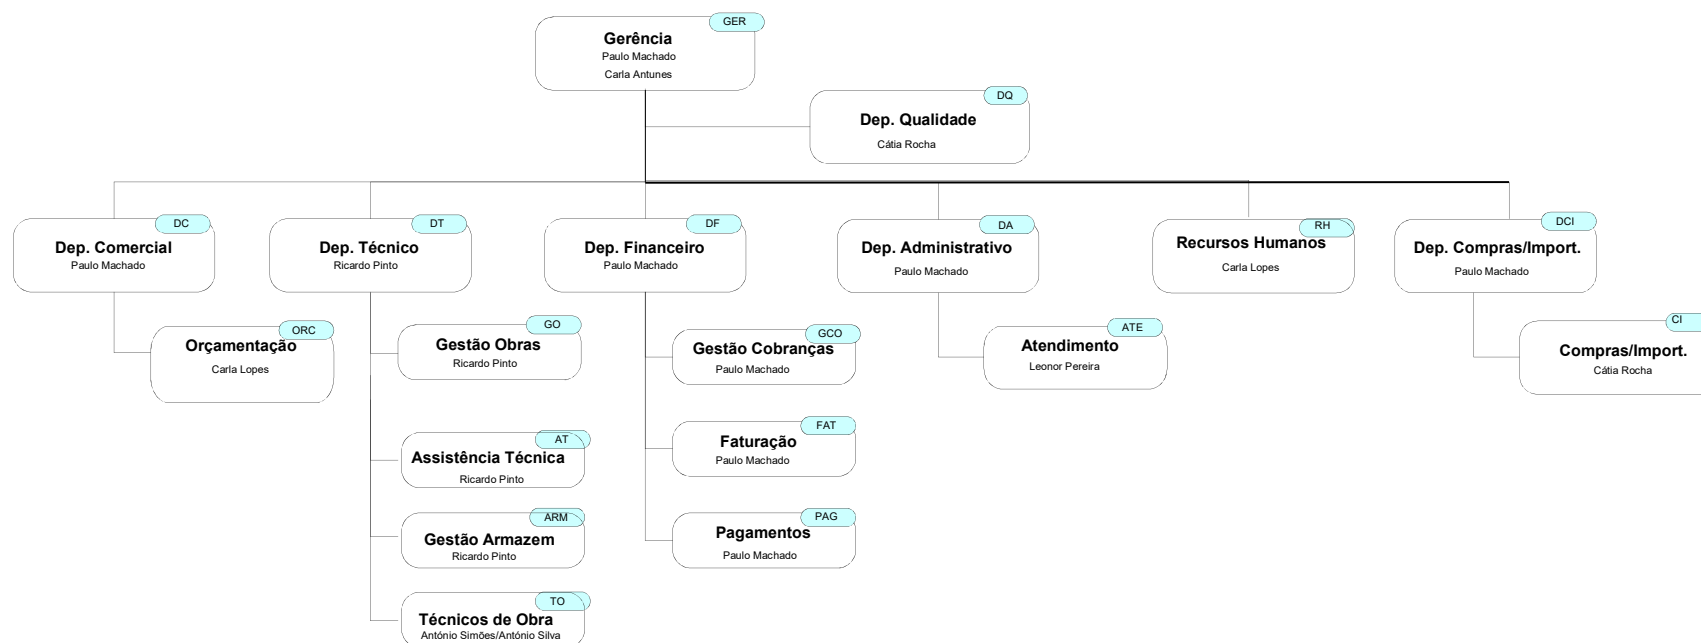 GER
Gerência
Paulo Machado
Carla Antunes
DQ
Dep. Qualidade
Cátia Rocha
DC
Dep. Comercial
Paulo Machado
DT
Dep. Técnico
Ricardo Pinto
DF
Dep. Financeiro
Paulo Machado
DA
Dep. Administrativo
Paulo Machado
RH
Recursos Humanos
Carla Lopes
DCI
Dep. Compras/Import.
Paulo Machado
ORC
Orçamentação
Carla Lopes
GO
Gestão Obras
Ricardo Pinto
GCO
Gestão Cobranças
Paulo Machado
ATE
Atendimento
Leonor Pereira
CI
Compras/Import.
Cátia Rocha
AT
Assistência Técnica
Ricardo Pinto
FAT
Faturação
Paulo Machado
ARM
Gestão Armazem
Ricardo Pinto
PAG
Pagamentos
Paulo Machado
TO
Técnicos de Obra
António Simões/António Silva